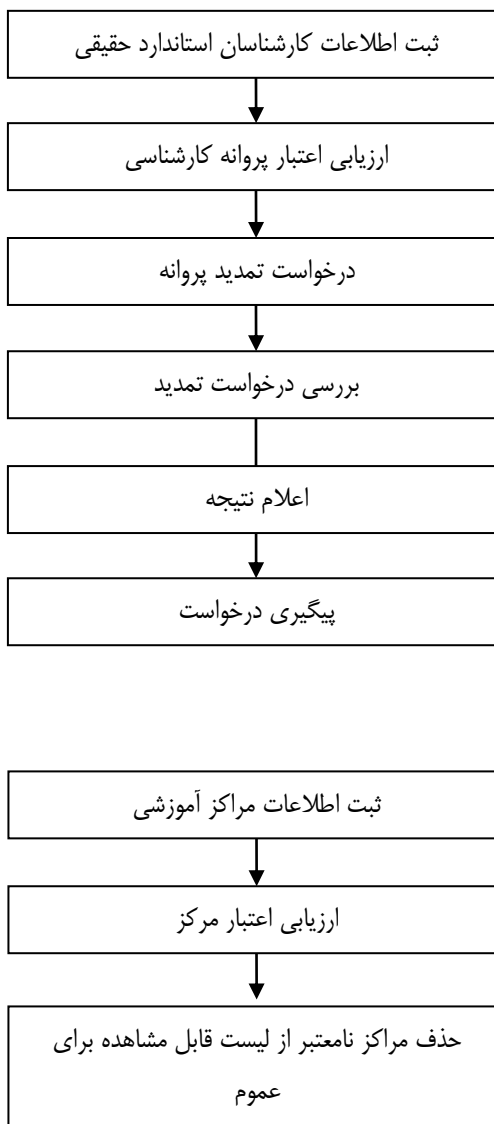 ثبت اطلاعات کارشناسان استاندارد حقیقی
ارزیابی اعتبار پروانه کارشناسی
درخواست تمدید پروانه
بررسی درخواست تمدید
اعلام نتیجه
پیگیری درخواست
ثبت اطلاعات مراکز آموزشی
ارزیابی اعتبار مرکز
حذف مراکز نامعتبر از لیست قابل مشاهده برای
عموم